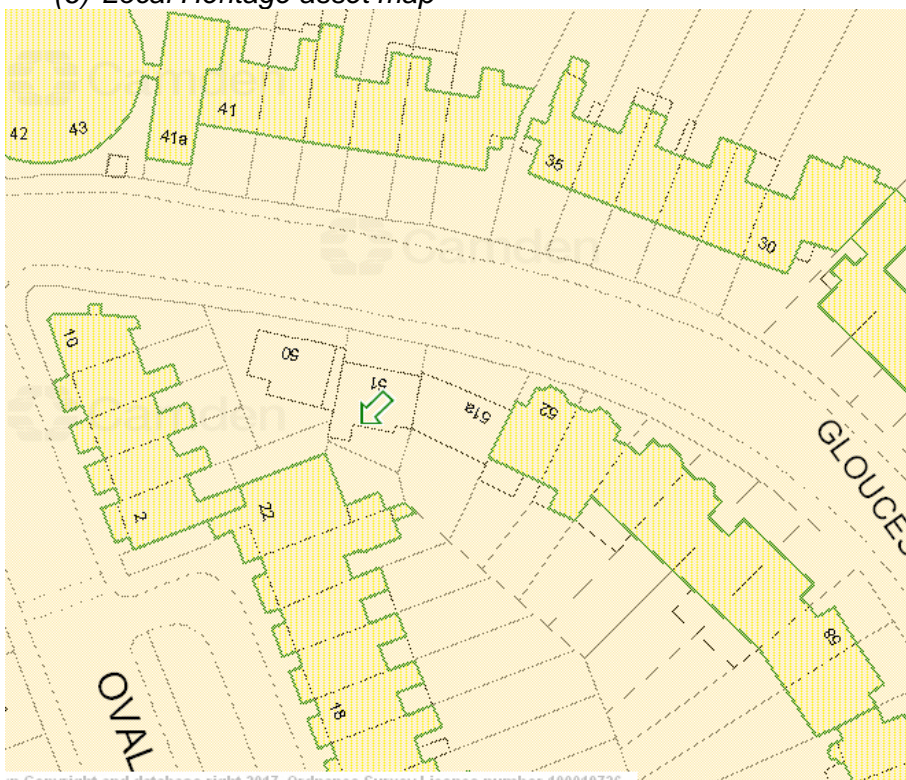 (c) Local Heritage asset map
Camden
41
42
43
41a
35
Camden
30
10
50
51
51a
52
Camden
GLOUCES
2
22
58
18
OVAL
Copyright and database right 2017. Ordnance Survey Licence number 100019726